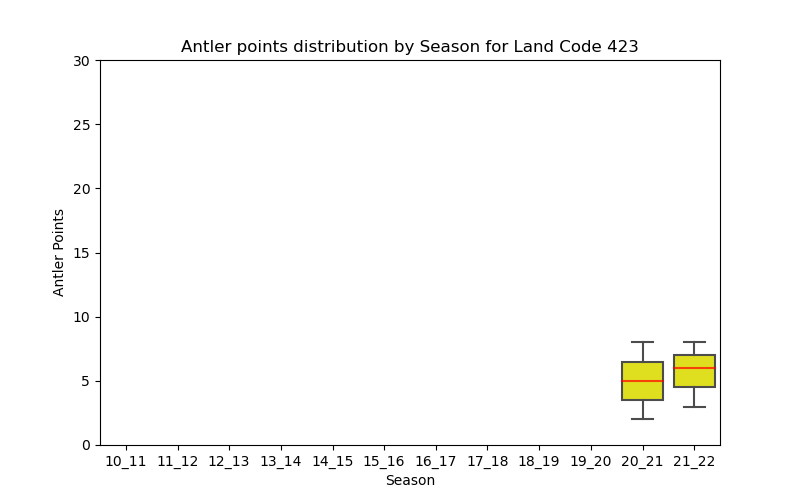 Antler points distribution by Season for Land Code 423
30
25
20
15
10
5
0
Antler Points
10_11 11_12 12_13 13_14 14_15 15_16 16_17 17_18 18_19 19_20 20_21 21_22
Season